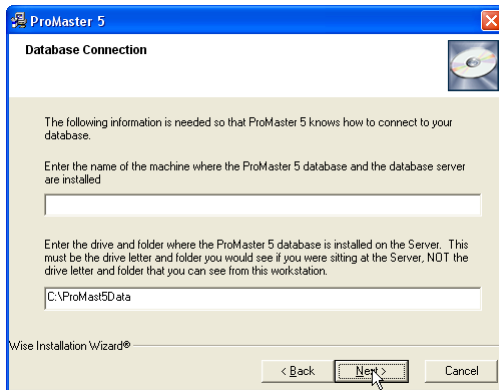 ProMaster 5
Database Connection
The following information is needed so that ProMaster 5 knows how to connect to your
database.
Enter the name of the machine where the ProMaster 5 database and the database server
are installed
Enter the drive and folder where the ProMaster 5 database is installed on the Server. This
must be the drive letter and folder you would see if you were sitting at the Server, NOT the
drive letter and folder that you can see from this workstation.
C:\ProMast5Data
Wise Installation Wizard®
< Back
Next >
Cancel